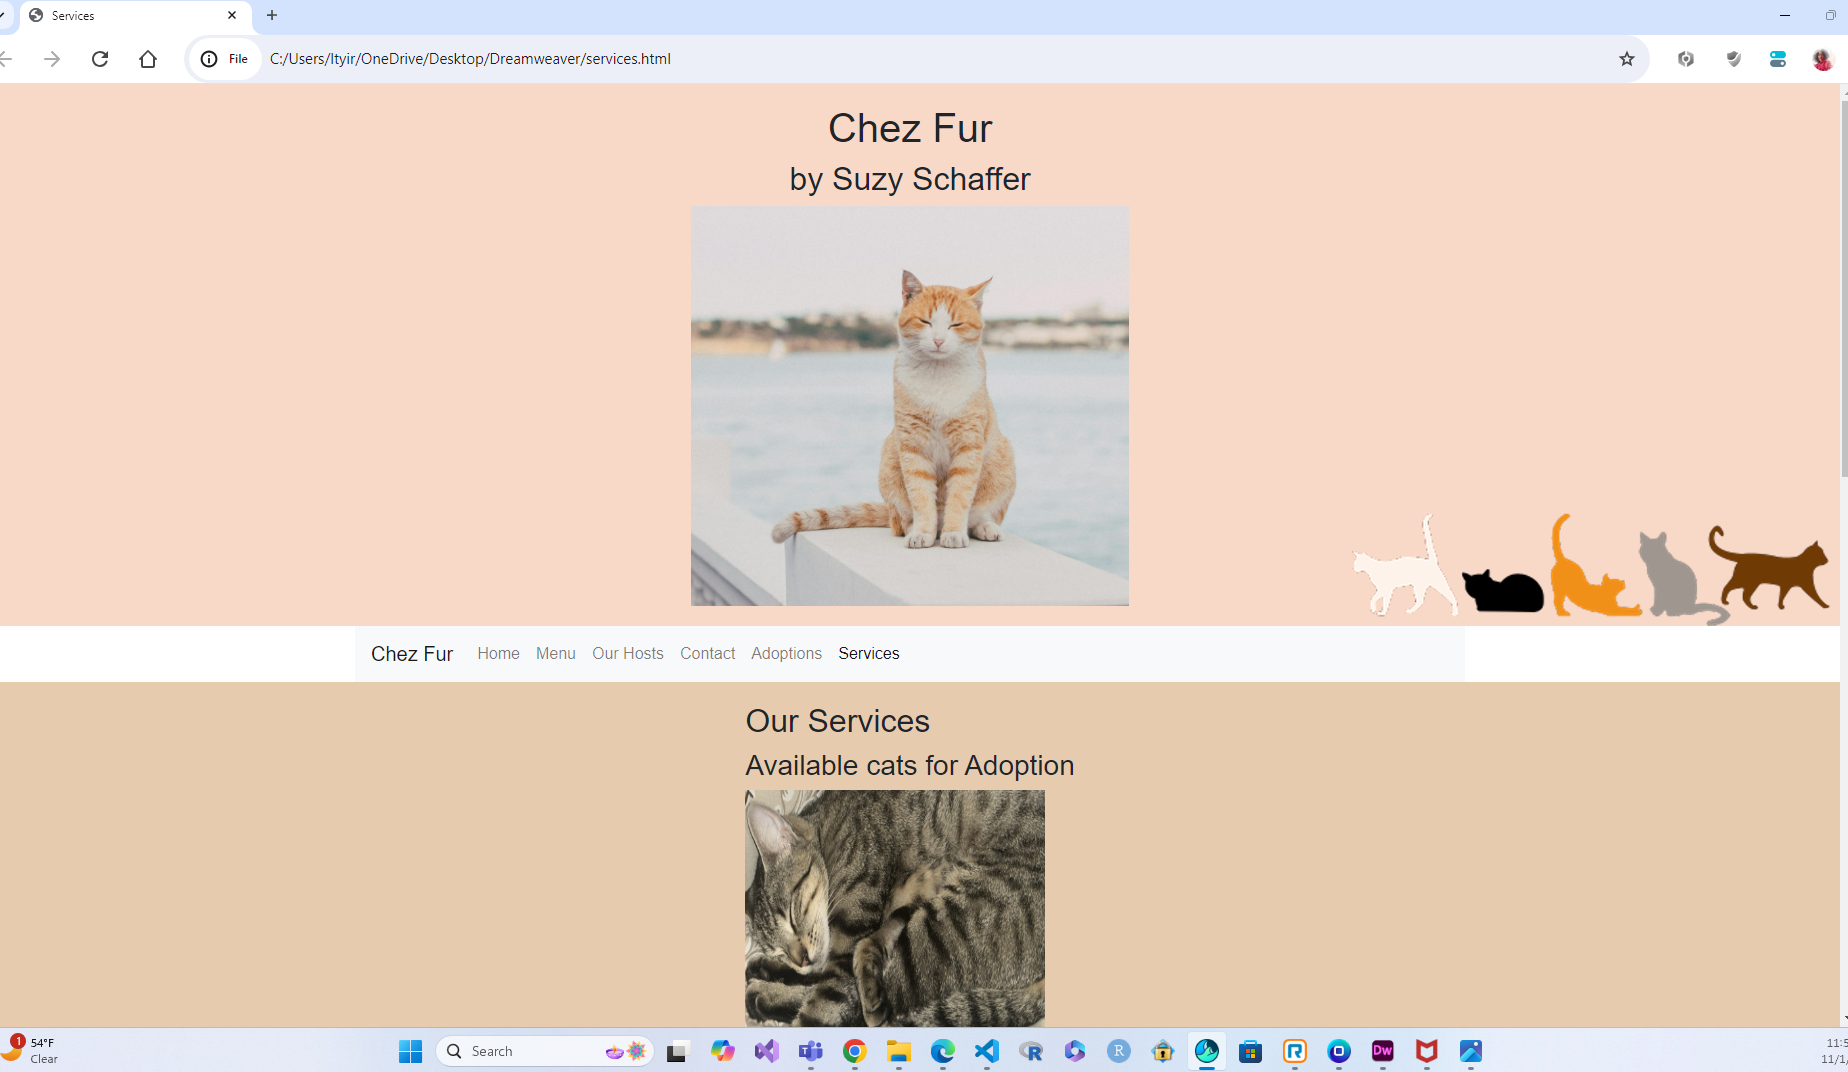 Services
File
C:/Users/ltyir/OneDrive/Desktop/Dreamweaver/services.html
Chez Fur
by Suzy Schaffer
Chez Fur Home Menu Our Hosts Contact Adoptions Services
Our Services
Available cats for Adoption
1
54°F
Clear
Search
R
R
R
Dw
11:5
11/1/